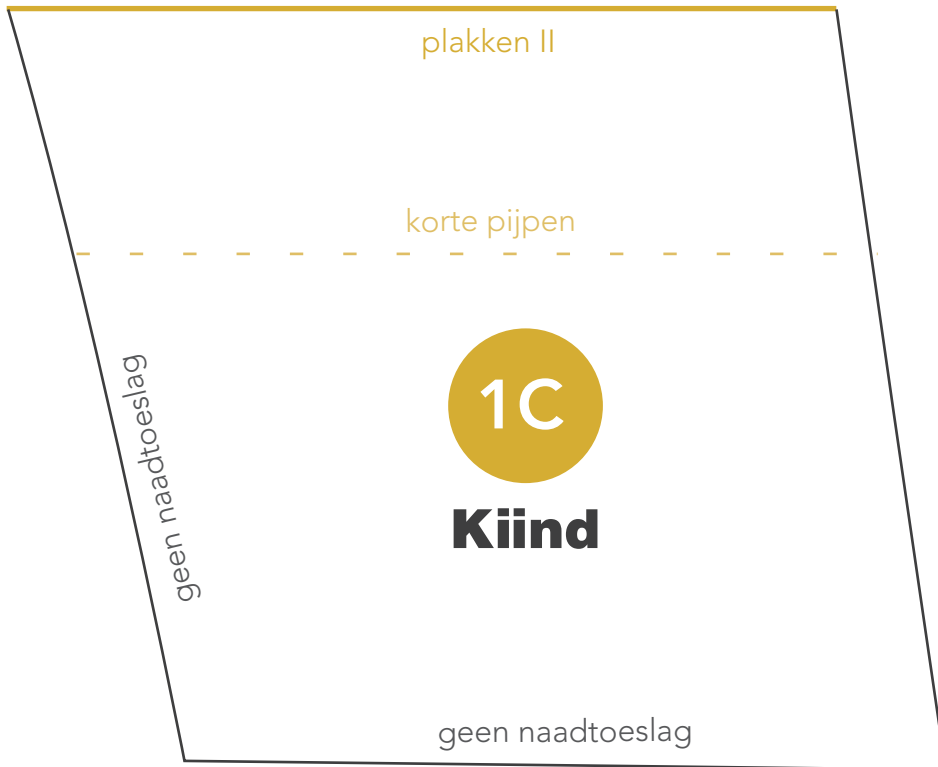 plakken II
korte pijpen
geen naadtoeslag
1C
Kiind
geen naadtoeslag